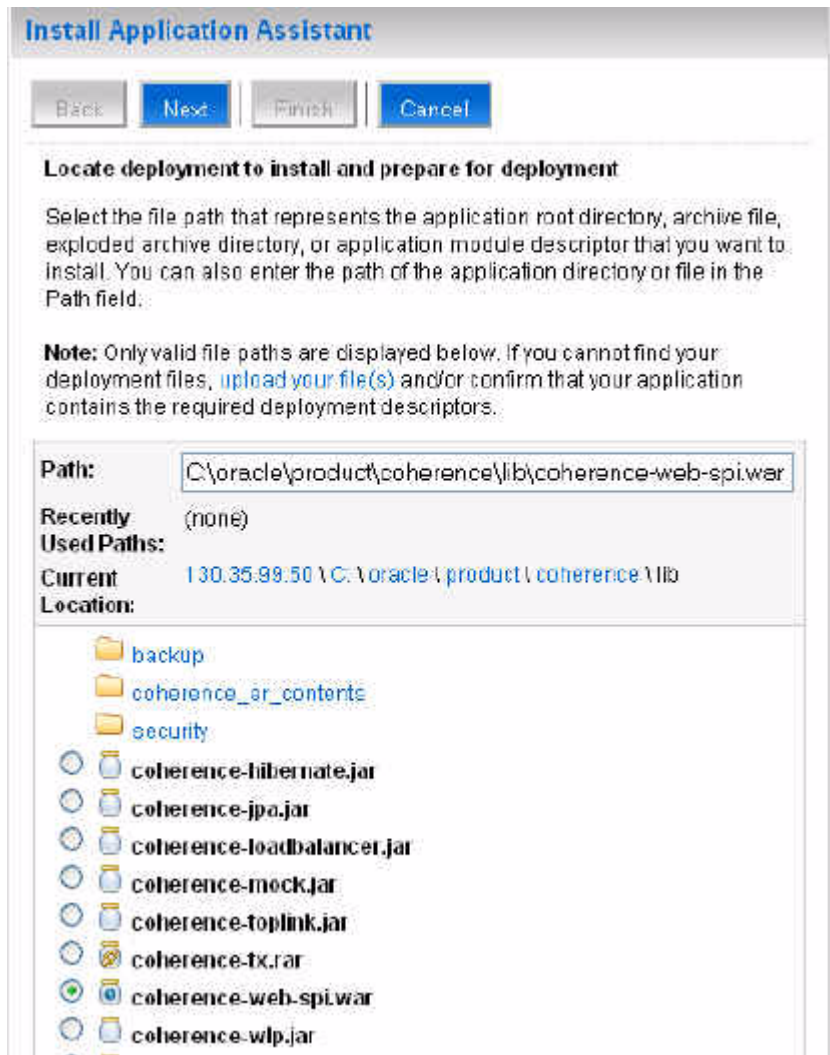 Install Application Assistant
Back Next Finish Cancel
Locate deployment to install and prepare for deployment
Select the file path that represents the application root directory, archive file,
exploded archive directory, or application module descriptor that you want to
install. You can also enter the path of the application directory or file in the
Path field.
Note: Only valid file paths are displayed below. If you cannot find your
deployment files, upload your file(s) and/or confirm that your application
contains the required deployment descriptors.
Path: C:\oracle\product\coherence\lib\coherence-web-spi.war
Recently Used Paths: (none)
Current Location: 130.35.99.50 \ C: \ oracle \ product \ coherence \ lib
backup
coherence_ar_contents
security
coherence-hibernate.jar
coherence-jpa.jar
coherence-loadbalancer.jar
coherence-mock.jar
coherence-toplink.jar
coherence-tx.rar
coherence-web-spi.war
coherence-wlp.jar